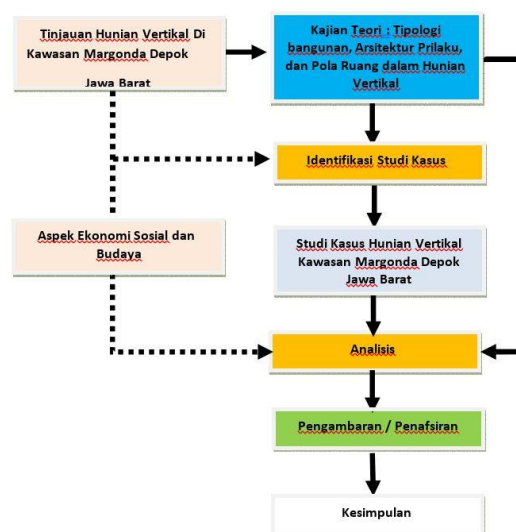 Tinjauan Hunian Vertikal Di
Kawasan Margonda Depok
Jawa Barat
Kajian Teori : Tipologi
bangunan, Arsitektur Prilaku,
dan Pola Ruang dalam Hunian
Vertikal
Identifikasi Studi Kasus
Aspek Ekonomi Sosial dan
Budaya
Studi Kasus Hunian Vertikal
Kawasan Margonda Depok
Jawa Barat
Analisis
Pengambaran / Penafsiran
Kesimpulan